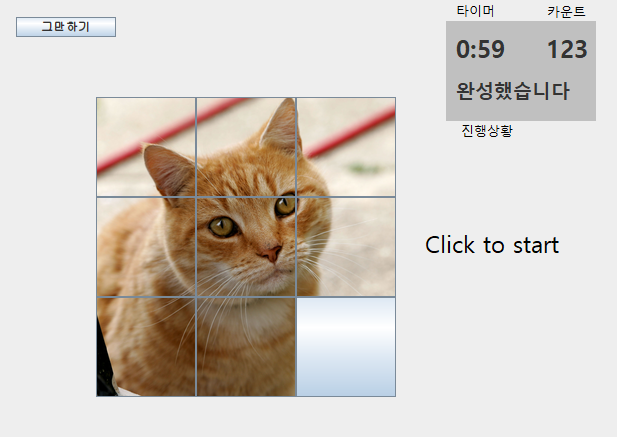 그만 하기
타이머 카운트
0:59 123
완성했습니다
진행상황
Click to start